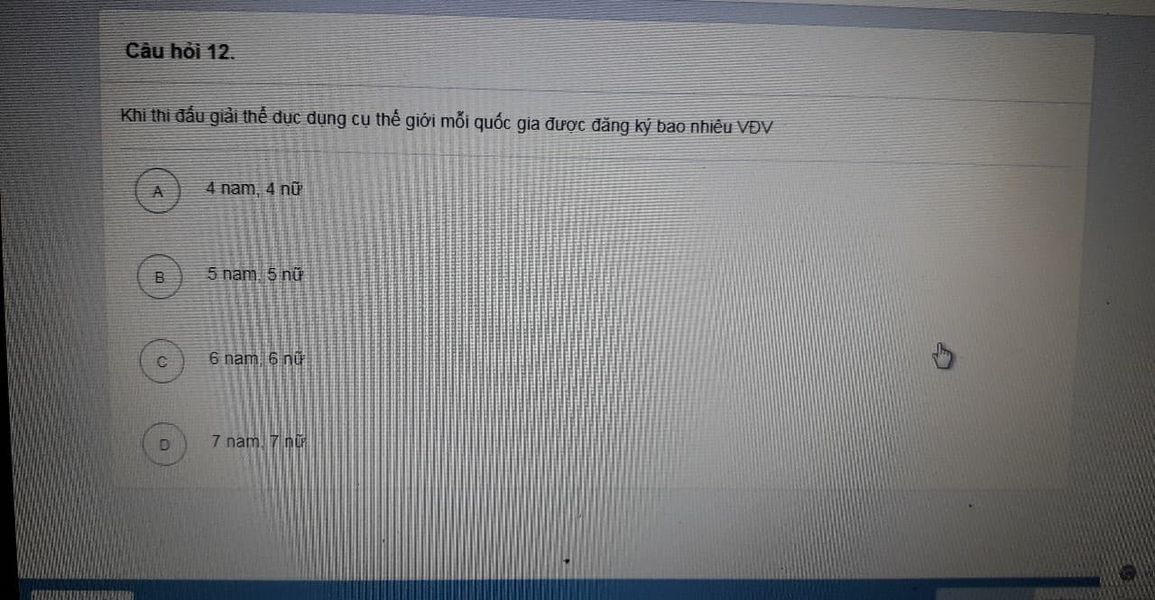 Câu hỏi 12.
Khi thi đấu giải thể dục dụng cụ thế giới mỗi quốc gia được đăng ký bao nhiêu VĐV
A 4 nam, 4 nữ
B 5 nam, 5 nữ
C 6 nam, 6 nữ
D 7 nam, 7 nữ